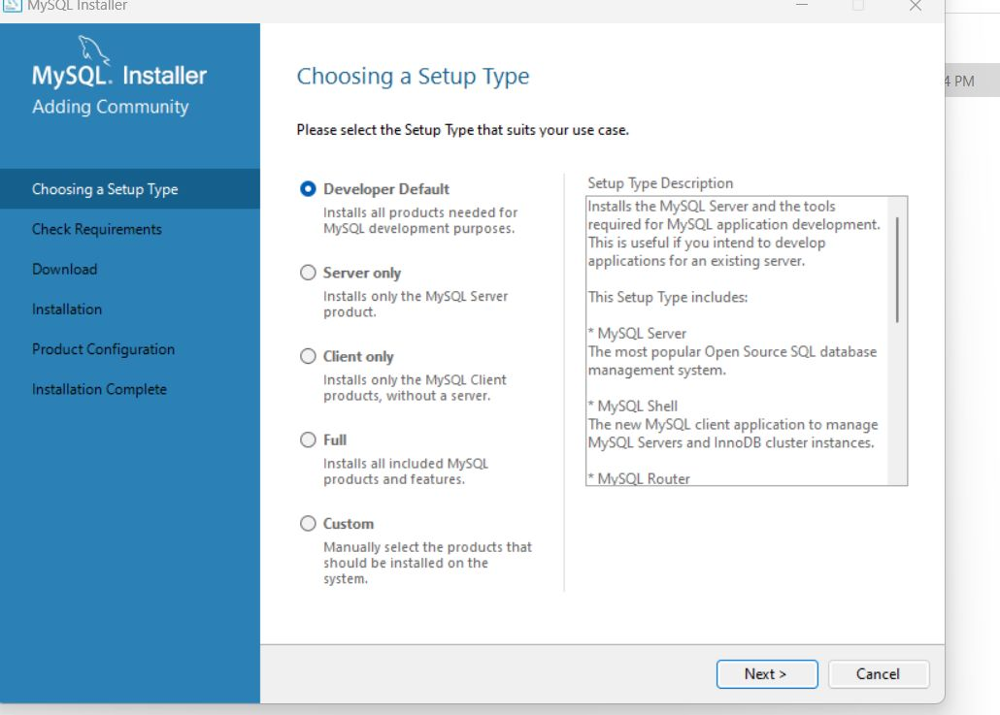 MySQL Installer
MySQL. Installer
Adding Community
Choosing a Setup Type
Check Requirements
Download
Installation
Product Configuration
Installation Complete
Choosing a Setup Type
Please select the Setup Type that suits your use case.
Developer Default
Installs all products needed for
MySQL development purposes.
Server only
Installs only the MySQL Server
product.
Client only
Installs only the MySQL Client
products, without a server.
Full
Installs all included MySQL
products and features.
Custom
Manually select the products that
should be installed on the
system.
Setup Type Description
Installs the MySQL Server and the tools
required for MySQL application development.
This is useful if you intend to develop
applications for an existing server.
This Setup Type includes:
* MySQL Server
The most popular Open Source SQL database
management system.
* MySQL Shell
The new MySQL client application to manage
MySQL Servers and InnoDB cluster instances.
* MySQL Router
Next >
Cancel
4 PM